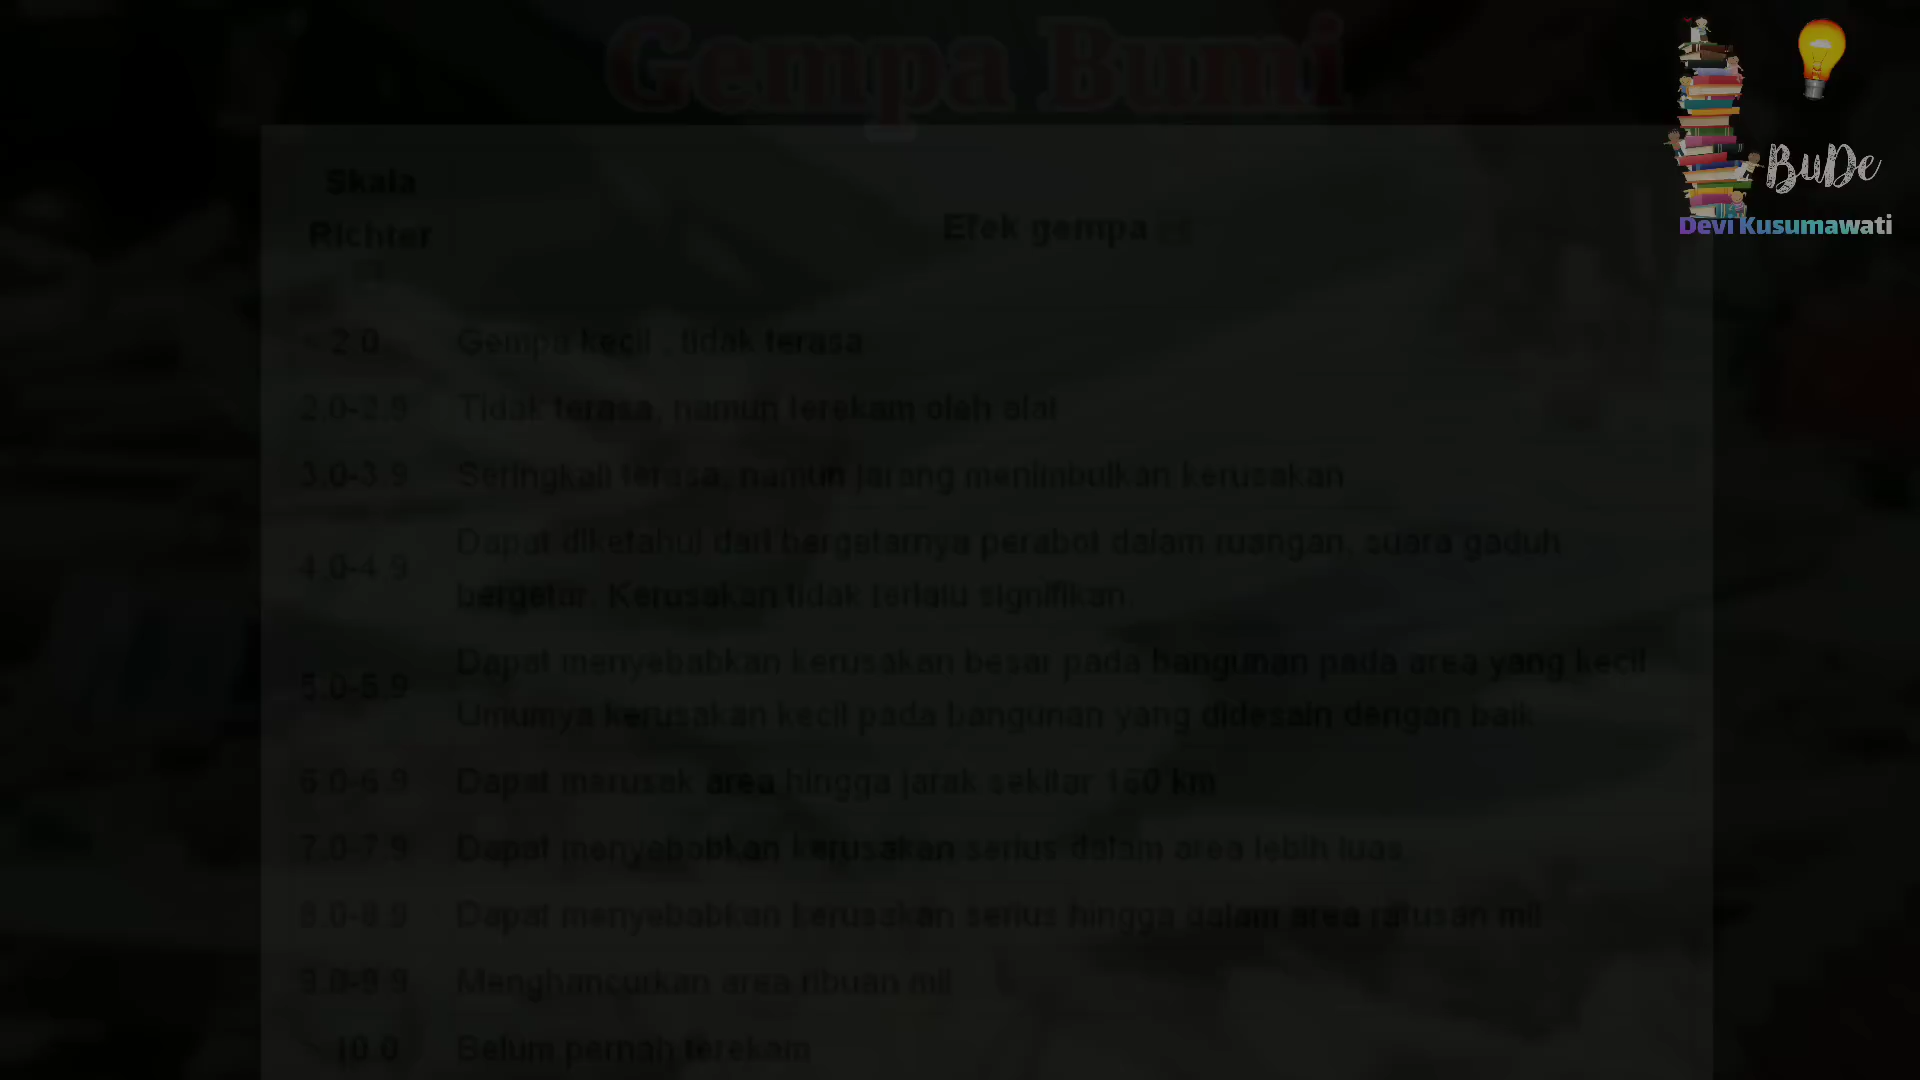 Gempa Bumi
BuDe
Devi Kusumawati
Skala
Richter
Efek gempa
2.0
Gempa kecil , tidak terasa
2.0-2.9
Tidak terasa, namun terekam oleh alat
3.0-3.9
Seringkali terasa, namun jarang menimbulkan kerusakan
4.0-4.9
Dapat diketahui dari bergetarnya perabot dalam ruangan, suara gaduh
bergetar. Kerusakan tidak terlalu signifikan.
5.0-5.9
Dapat menyebabkan kerusakan besar pada bangunan pada area yang kecil
Umumya kerusakan kecil pada bangunan yang didesain dengan baik
6.0-6.9
Dapat merusak area hingga jarak sekitar 160 km
7.0-7.9
Dapat menyebabkan kerusakan serius dalam area lebih luas
8.0-8.9
Dapat menyebabkan kerusakan serius hingga dalam area ratusan mil
9.0-9.9
Menghancurkan area ribuan mil
10.0
Belum pernah terekam